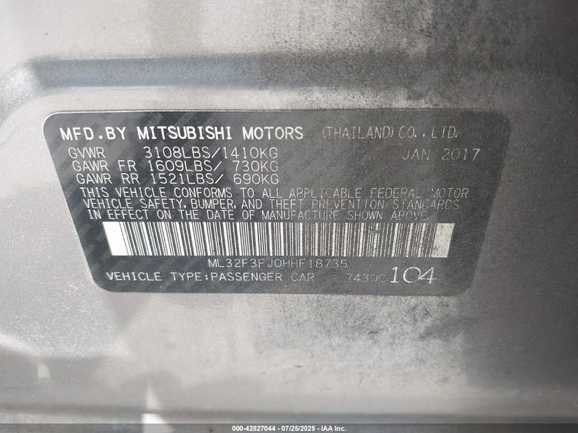 MFD.BY MITSUBISHI MOTORS (THAILAND)CO.,LTD.
GVWR 3108LBS/1410KG JAN 2017
GAWR FR 1609LBS/ 730KG
GAWR RR 1521LBS/ 690KG
THIS VEHICLE CONFORMS TO ALL APPLICABLE FEDERAL MOTOR
VEHICLE SAFETY,BUMPER,AND THEFT PREVENTION STANDARDS
IN EFFECT ON THE DATE OF MANUFACTURE SHOWN ABOVE.
ML32F3FJ0HHF18735
VEHICLE TYPE:PASSENGER CAR 104
000-42827044 - 07/25/2025 - IAA Inc.